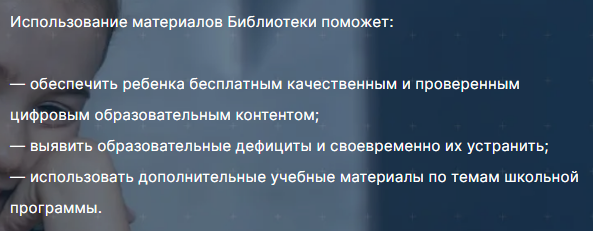 Использование материалов Библиотеки поможет:
— обеспечить ребенка бесплатным качественным и проверенным
цифровым образовательным контентом;
— выявить образовательные дефициты и своевременно их устранить;
— использовать дополнительные учебные материалы по темам школьной
программы.